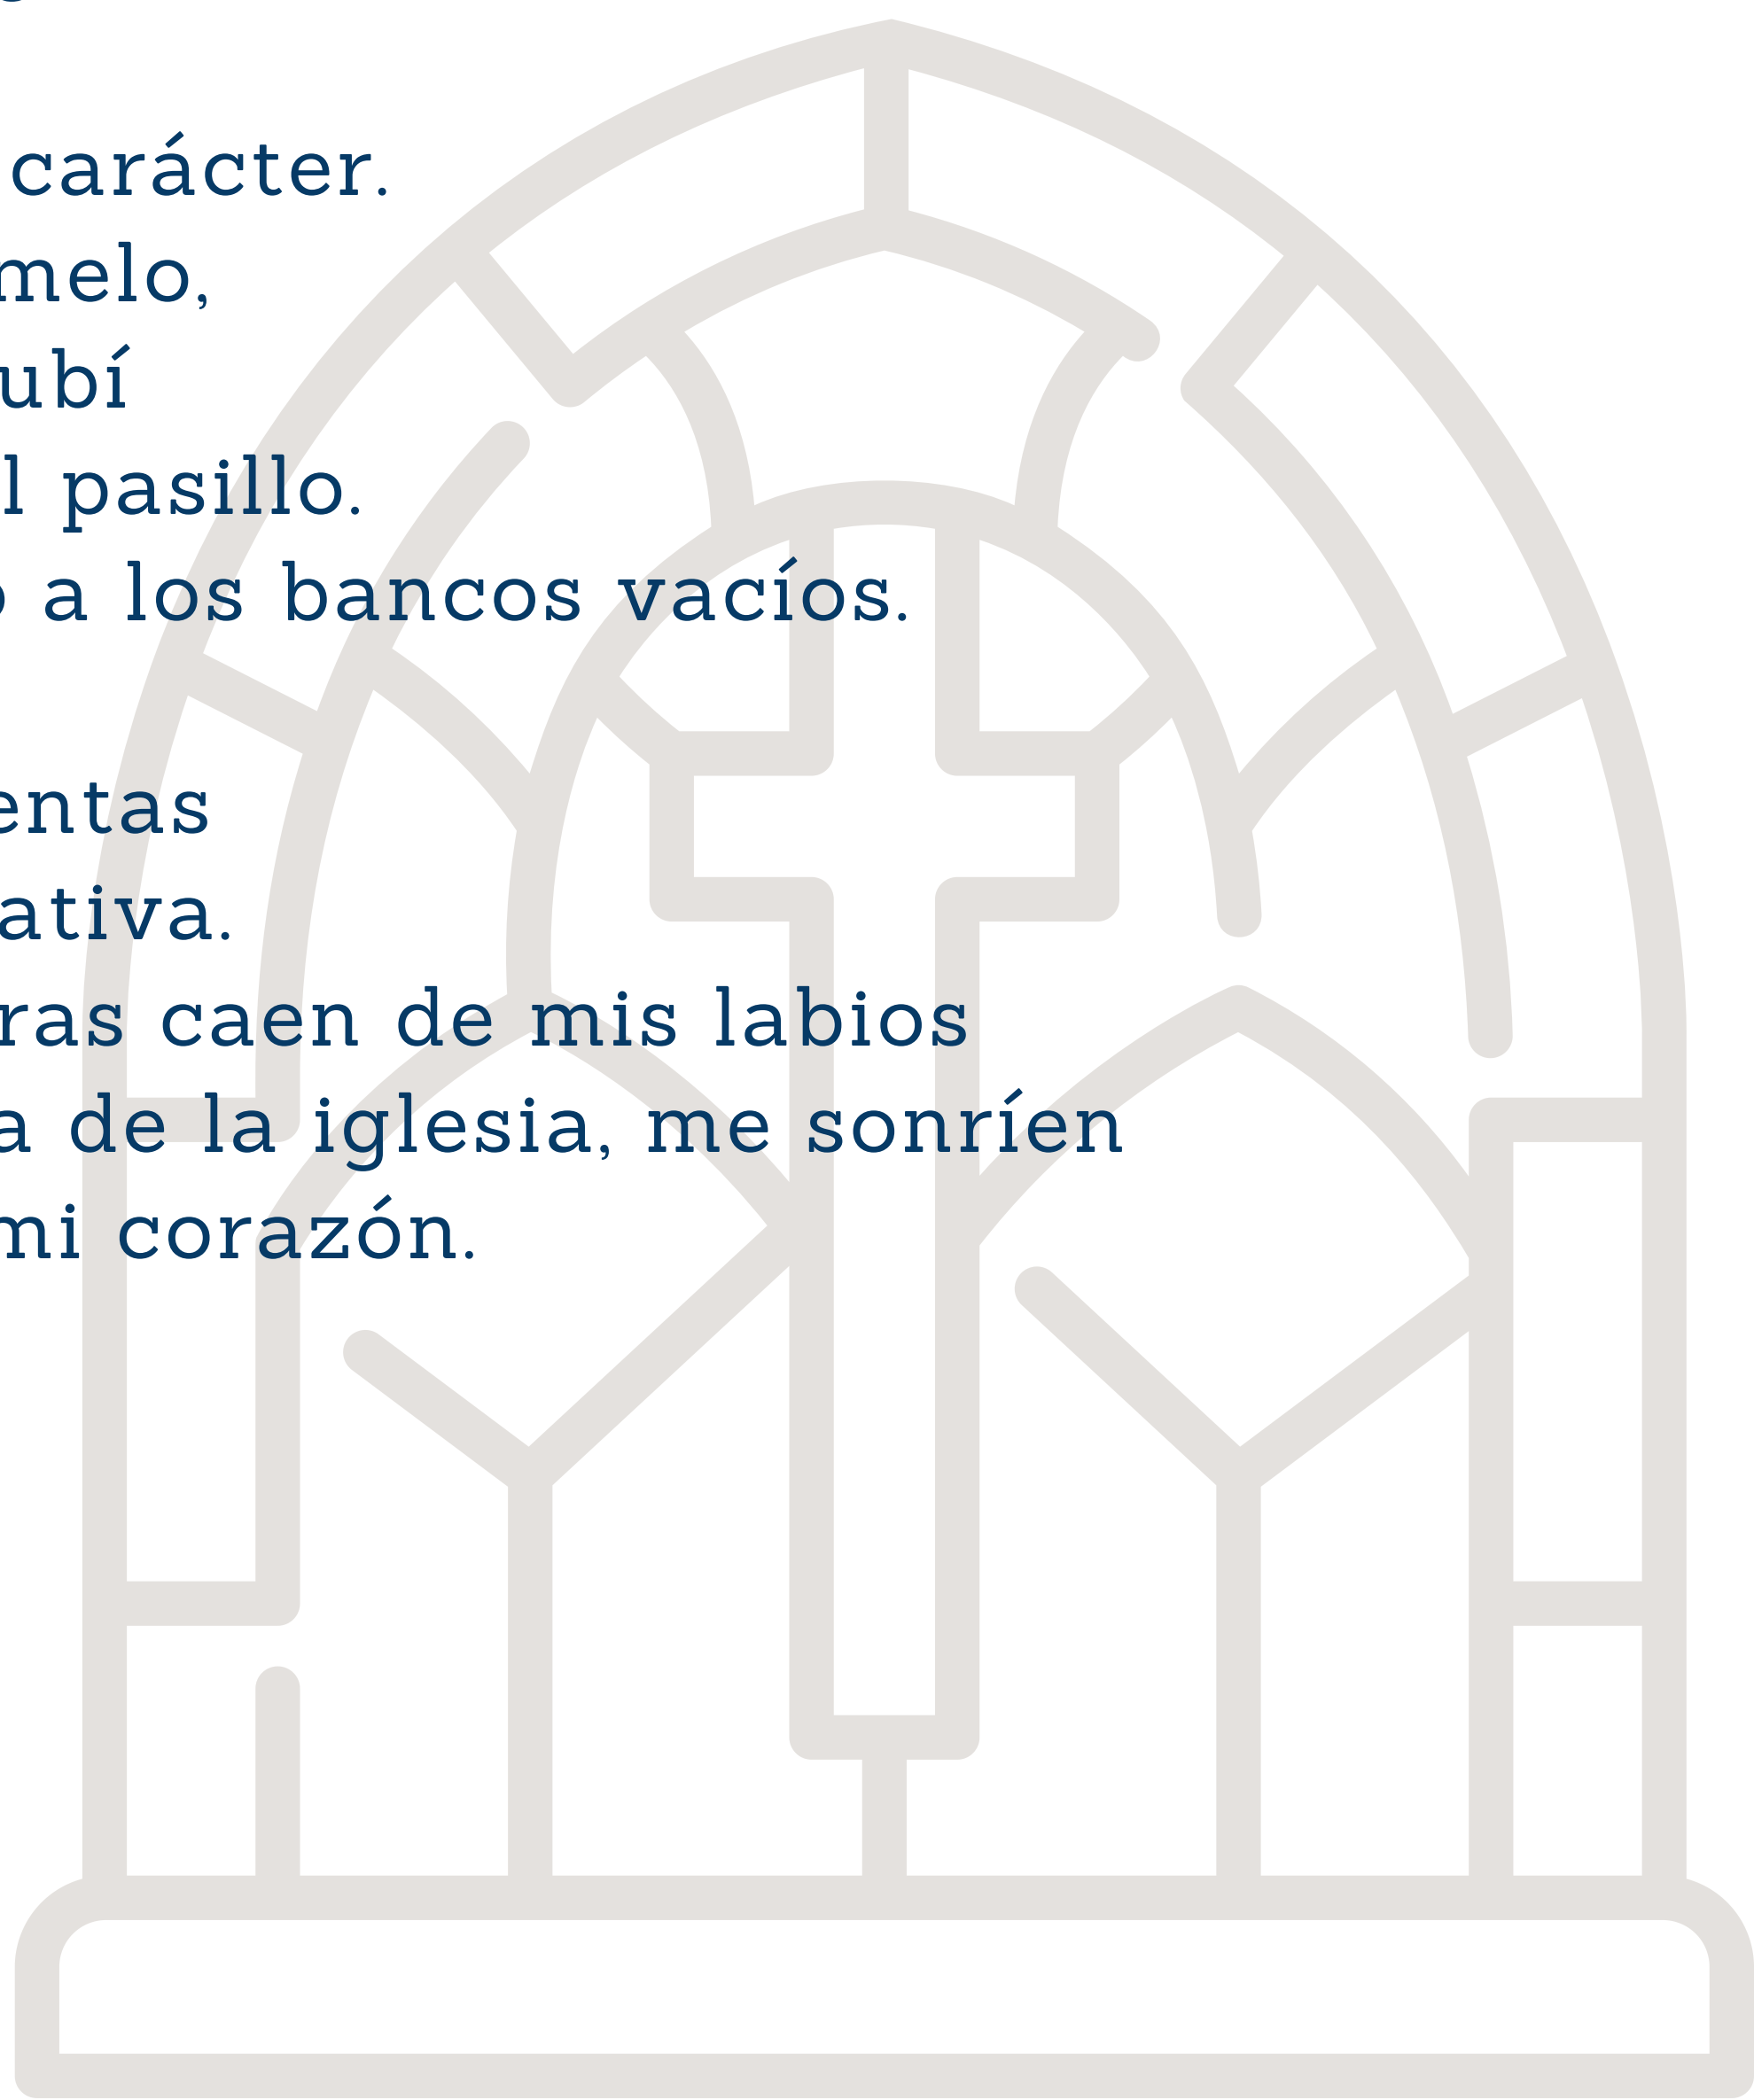 carácter.
melo,
ubí
l pasillo.
o a los bancos vacíos.
entas
ativa.
ras caen de mis labios
a de la iglesia, me sonríen
mi corazón.